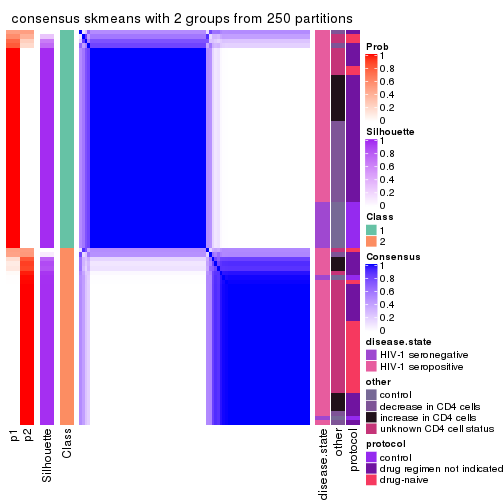 consensus skmeans with 2 groups from 250 partitions
p1
p2
Silhouette
Class
disease.state
other
protocol
Prob
1
0.8
0.6
0.4
0.2
0
Silhouette
1
0.8
0.6
0.4
0.2
0
Class
1
2
Consensus
1
0.8
0.6
0.4
0.2
0
disease.state
HIV-1 seronegative
HIV-1 seropositive
other
control
decrease in CD4 cells
increase in CD4 cells
unknown CD4 cell status
protocol
control
drug regimen not indicated
drug-naive